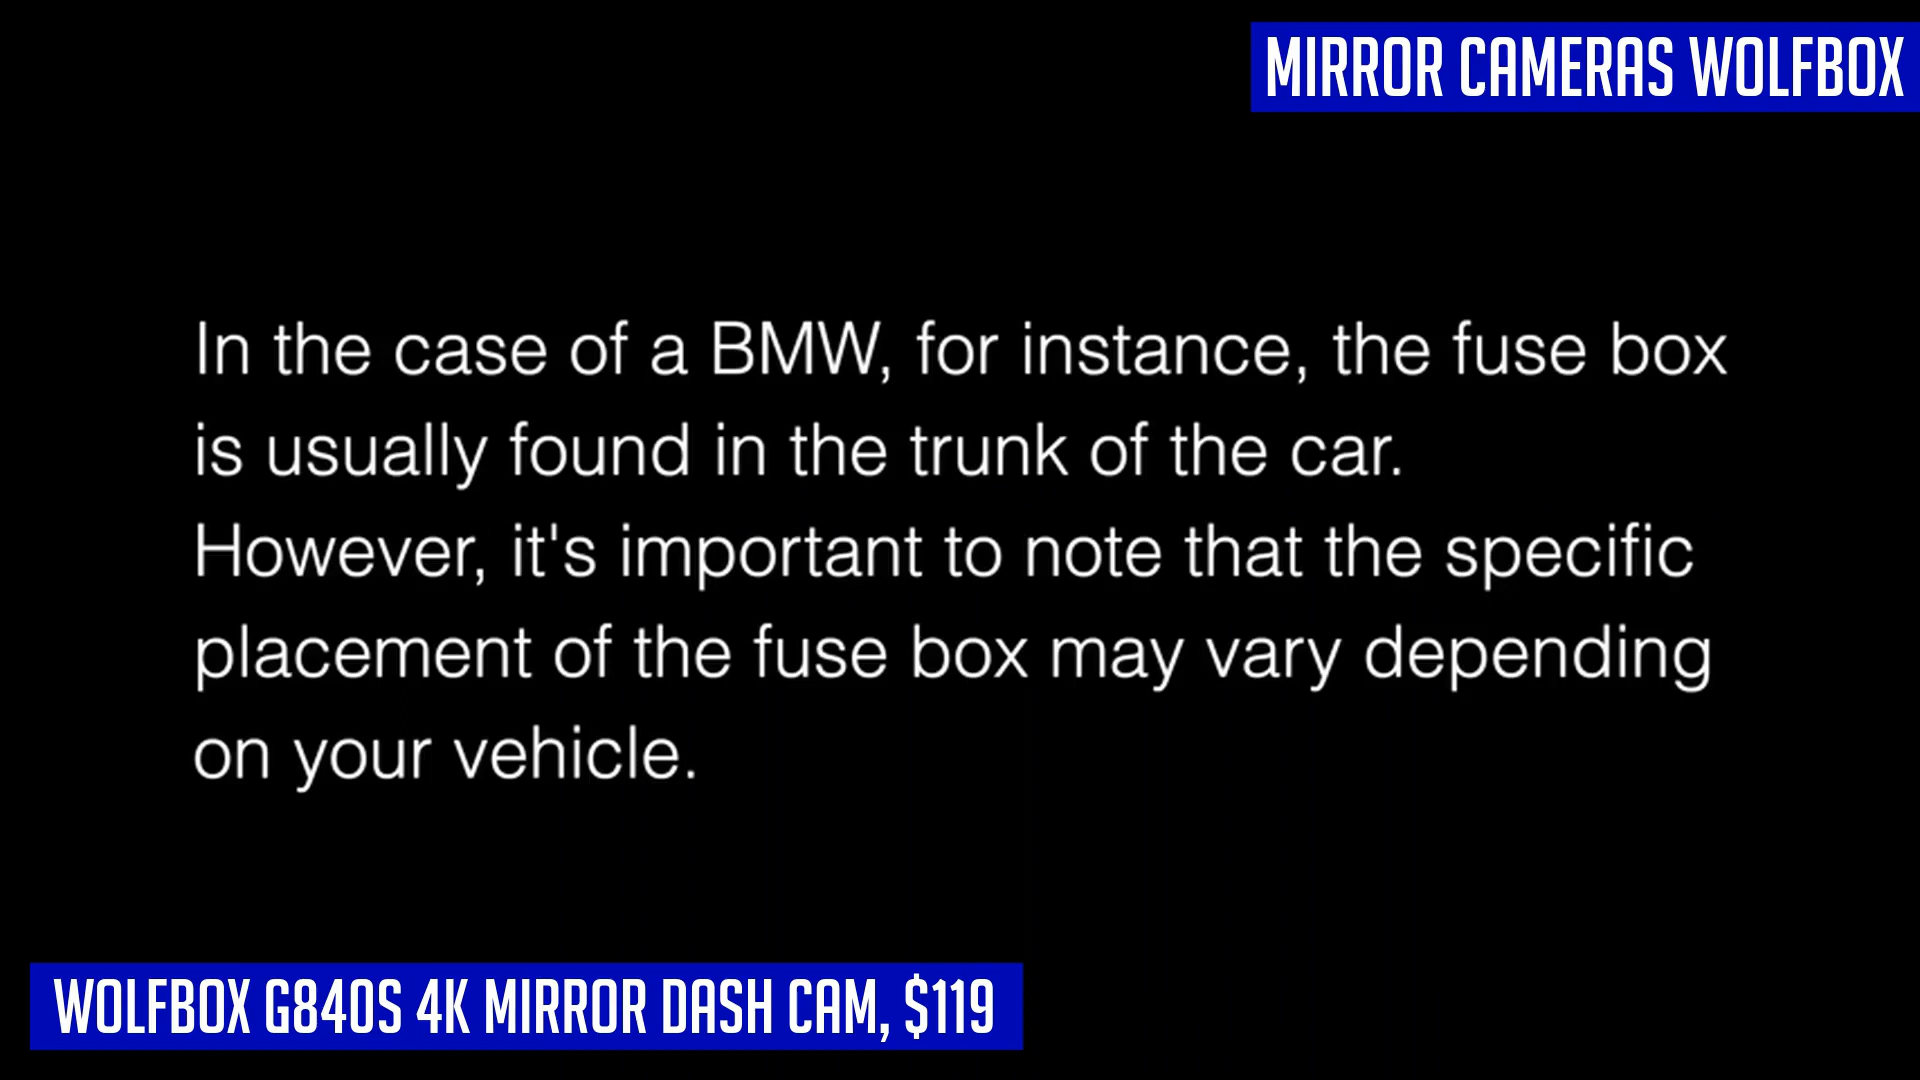 MIRROR CAMERAS WOLFBOX
In the case of a BMW, for instance, the fuse box
is usually found in the trunk of the car.
However, it's important to note that the specific
placement of the fuse box may vary depending
on your vehicle.
WOLFBOX G840S 4K MIRROR DASH CAM, $119